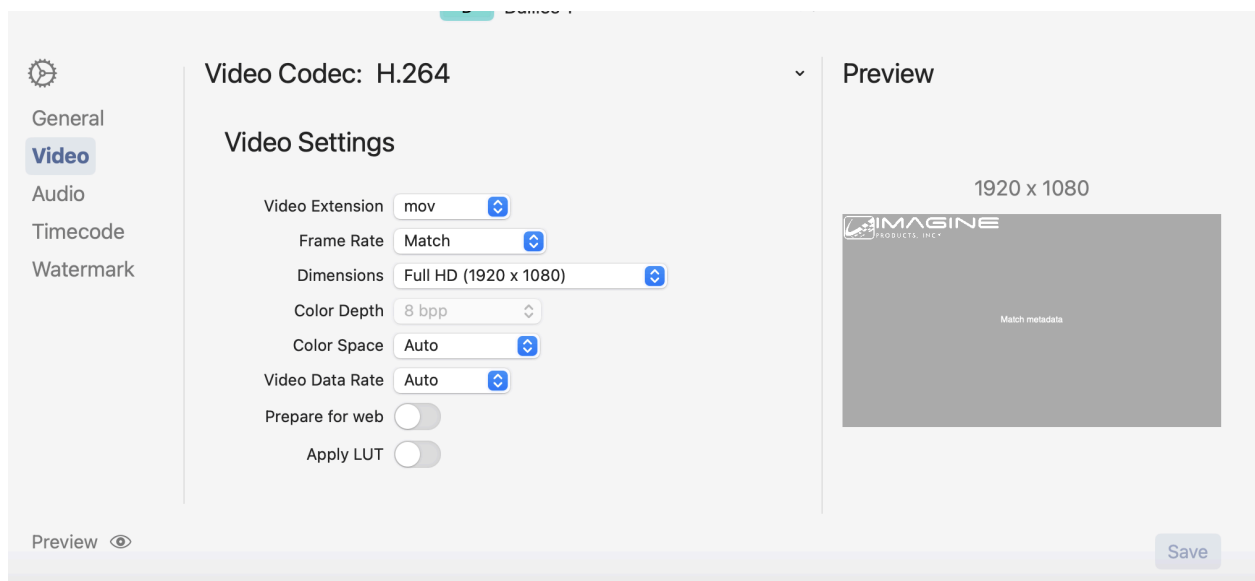 General
Video
Audio
Timecode
Watermark
Preview
Video Codec: H.264
Video Settings
Video Extension mov
Frame Rate Match
Dimensions Full HD (1920 x 1080)
Color Depth 8 bpp
Color Space Auto
Video Data Rate Auto
Prepare for web
Apply LUT
Preview
1920 x 1080
IMAGINE
PRODUCTS, INC.
Match metadata
Save